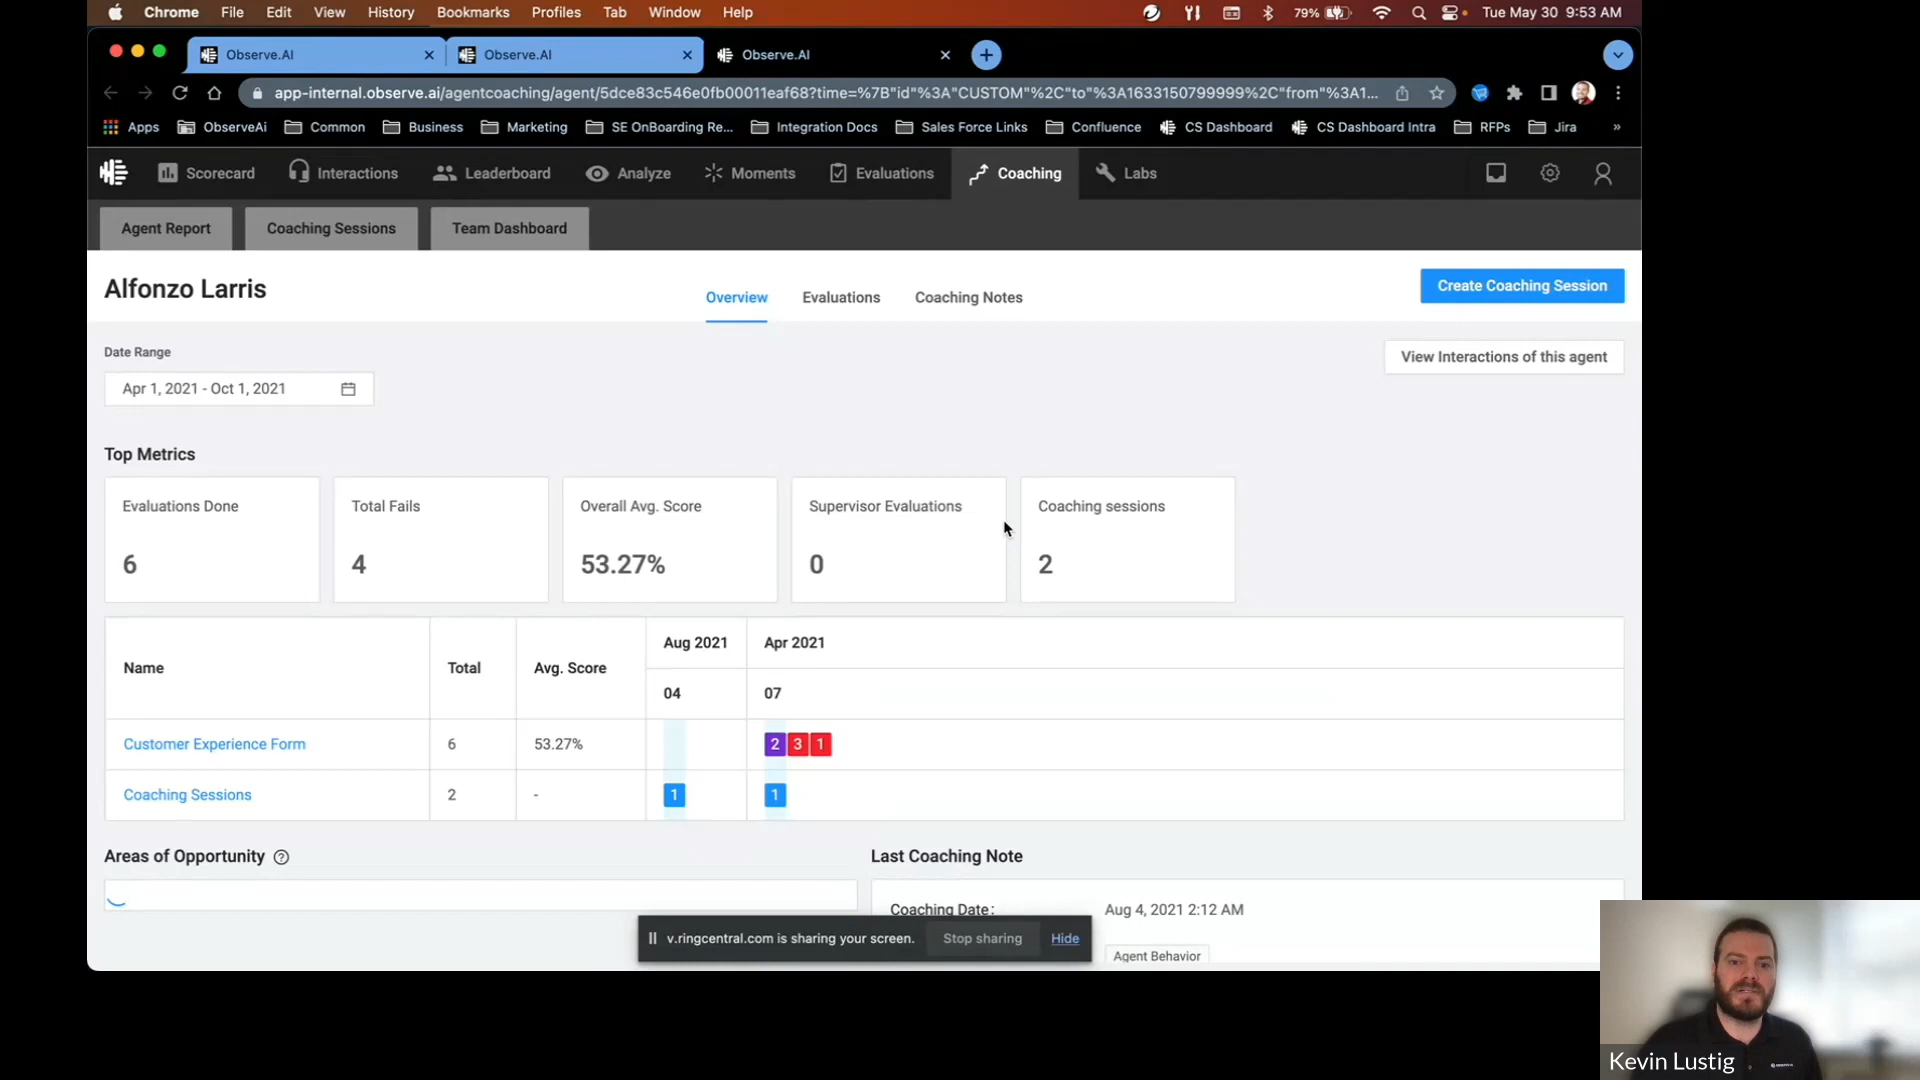 Chrome File Edit View History Bookmarks Profiles Tab Window Help 79% Tue May 30 9:53 AM
Observe.AI Observe.AI Observe.AI
app-internal.observe.ai/agentcoaching/agent/5dce83c546e0fb00011eaf68?time=%7B"id"%3A"CUSTOM"%2C"to"%3A1633150799999%2C"from"%3A1...
Apps ObserveAi Common Business Marketing SE OnBoarding Re... Integration Docs Sales Force Links Confluence CS Dashboard CS Dashboard Intra RFPs Jira »
Scorecard Interactions Leaderboard Analyze Moments Evaluations Coaching Labs
Agent Report Coaching Sessions Team Dashboard
Alfonzo Larris
Overview Evaluations Coaching Notes
Create Coaching Session
Date Range
View Interactions of this agent
Apr 1, 2021 - Oct 1, 2021
Top Metrics
Evaluations Done Total Fails Overall Avg. Score Supervisor Evaluations Coaching sessions
6 4 53.27% 0 2
Name Total Avg. Score Aug 2021 Apr 2021
04 07
Customer Experience Form 6 53.27% 2 3 1
Coaching Sessions 2 - 1 1
Areas of Opportunity ?
Last Coaching Note
Coaching Date: Aug 4, 2021 2:12 AM
Agent Behavior
v.ringcentral.com is sharing your screen. Stop sharing Hide
Kevin Lustig